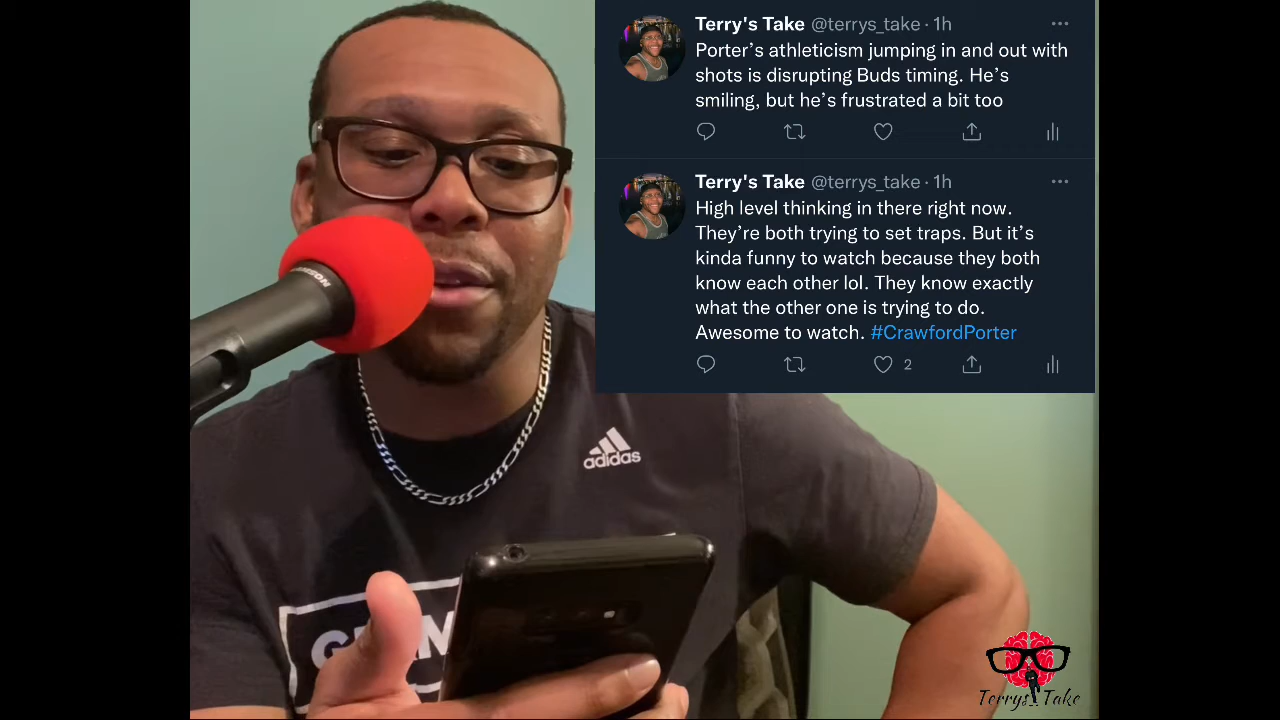 Terry's Take @terrys_take · 1h
Porter’s athleticism jumping in and out with
shots is disrupting Buds timing. He’s
smiling, but he’s frustrated a bit too
Terry's Take @terrys_take · 1h
High level thinking in there right now.
They’re both trying to set traps. But it’s
kinda funny to watch because they both
know each other lol. They know exactly
what the other one is trying to do.
Awesome to watch. #CrawfordPorter
2
adidas
Terrys Take